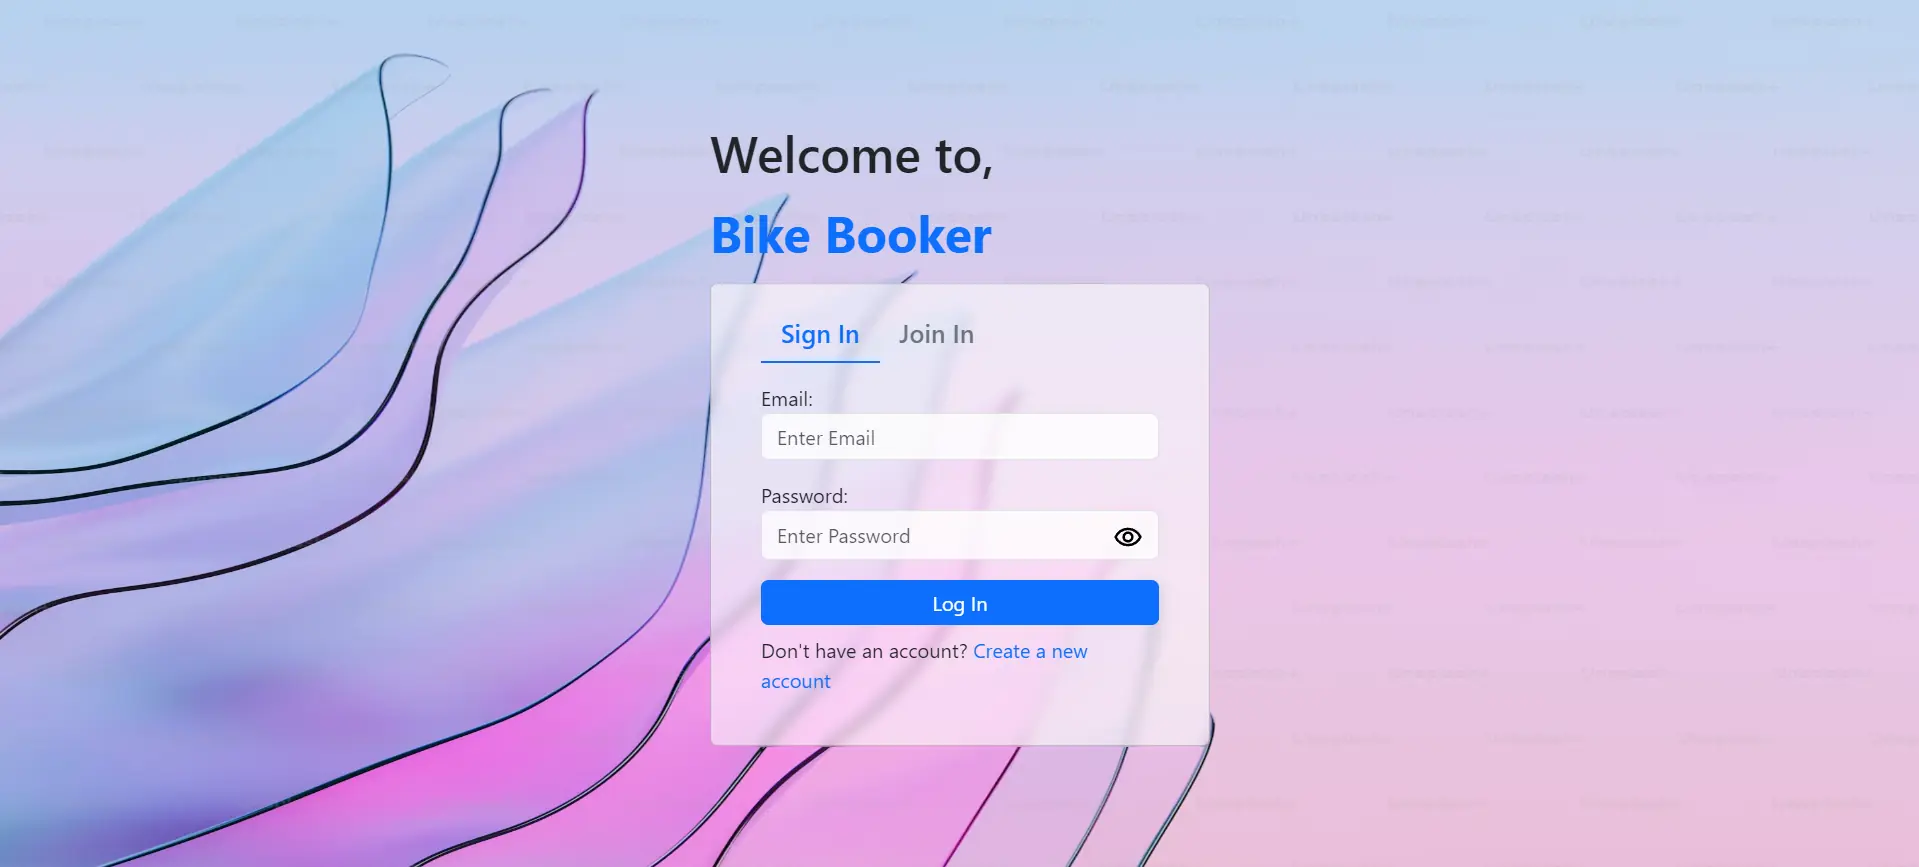 Welcome to,
Bike Booker
Sign In
Join In
Email:
Enter Email
Password:
Enter Password
Log In
Don't have an account? Create a new
account